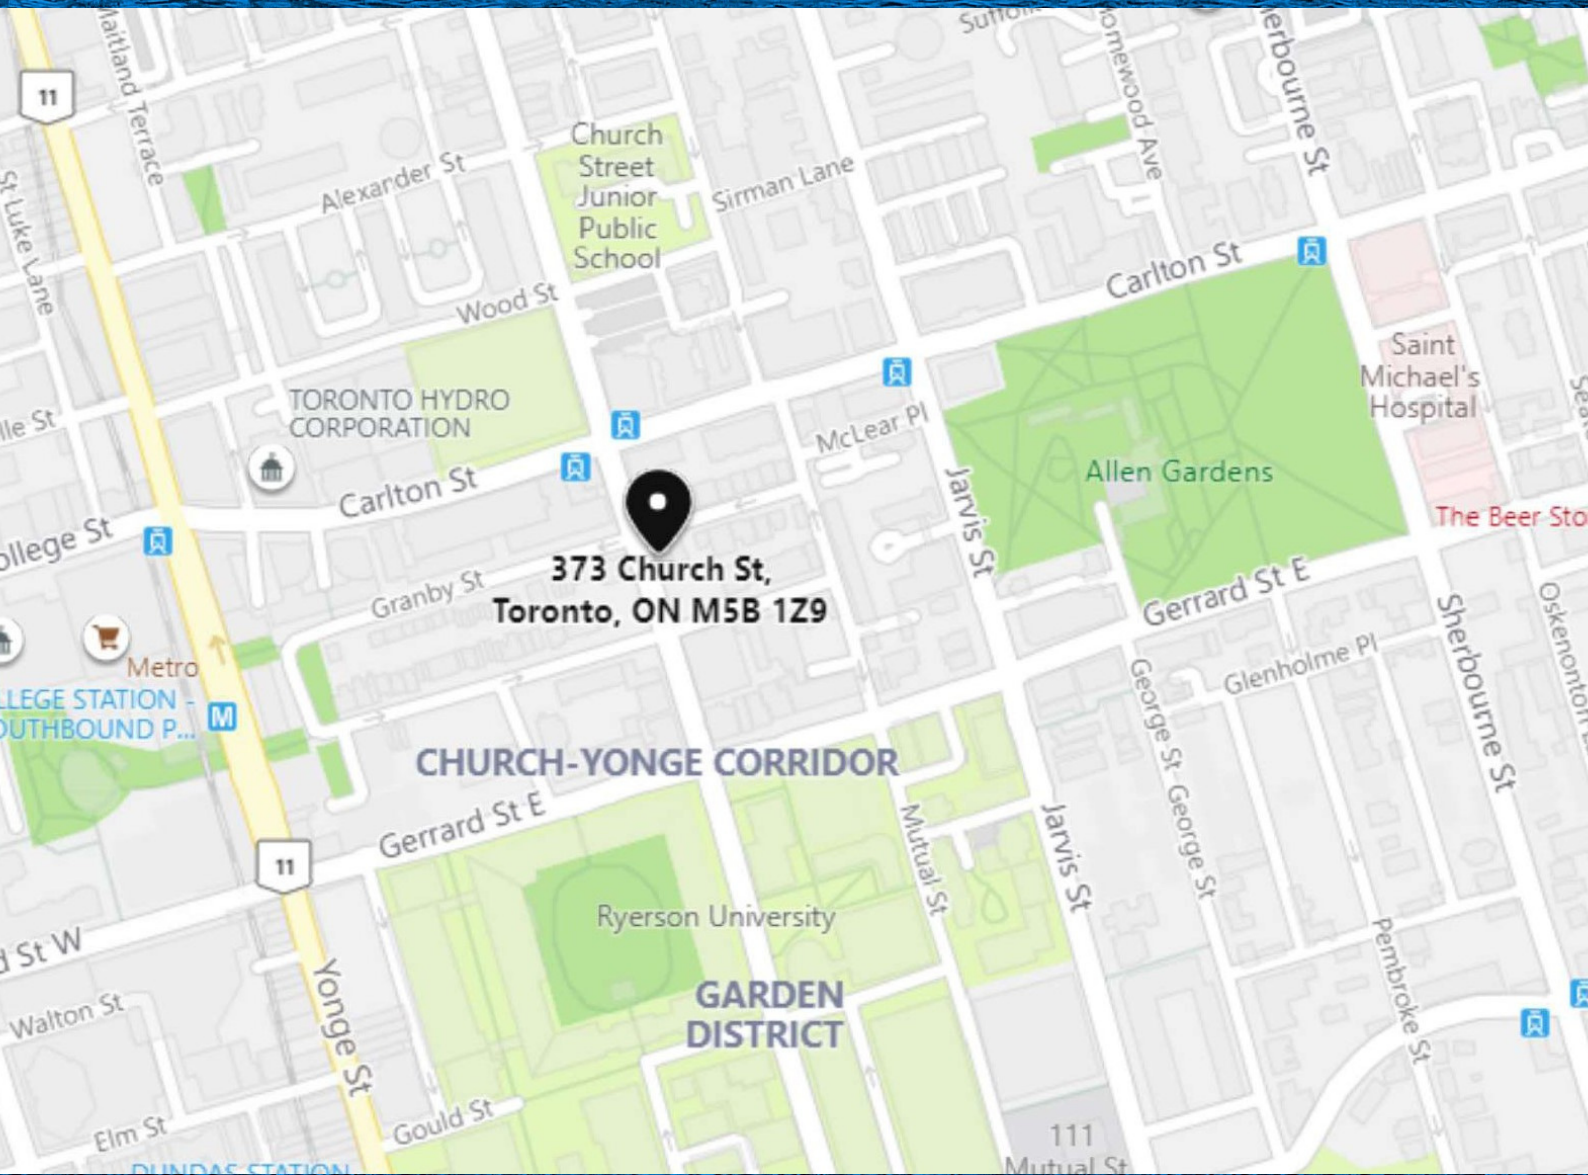 11
Maitland Terrace
St Luke Lane
Alexander St
Church
Street
Junior
Public
School
Sirman Lane
Homewood Ave
Sherbourne St
Wood St
Carlton St
Saint
Michael's
Hospital
TORONTO HYDRO
CORPORATION
McLear Pl
Allen Gardens
Carlton St
Jarvis St
The Beer Sto
ollege St
Granby St
373 Church St,
Toronto, ON M5B 1Z9
Gerrard St E
Glenholme Pl
Sherbourne St
Metro
LLEGE STATION -
OUTHBOUND P...
M
CHURCH-YONGE CORRIDOR
George St
George St
Gerrard St E
11
Mutual St
Jarvis St
Ryerson University
d St W
GARDEN
DISTRICT
Pembroke St
Walton St
Yonge St
Elm St
Gould St
111
Mutual St
DUNDAS STATION